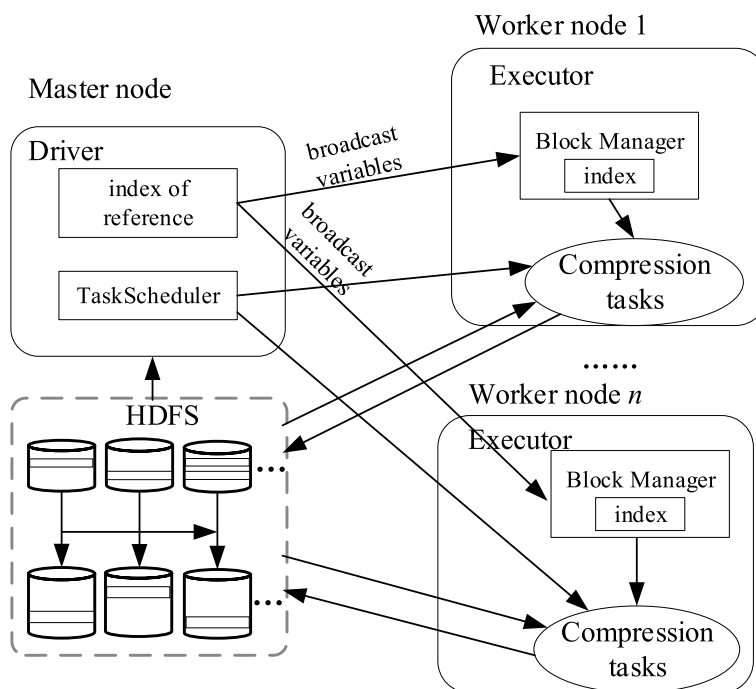 Worker node 1
Executor
Master node
Driver
index of
reference
TaskScheduler
broadcast
variables
broadcast
variables
Block Manager
index
Compression
tasks
……
HDFS
...
...
Worker node n
Executor
Block Manager
index
Compression
tasks